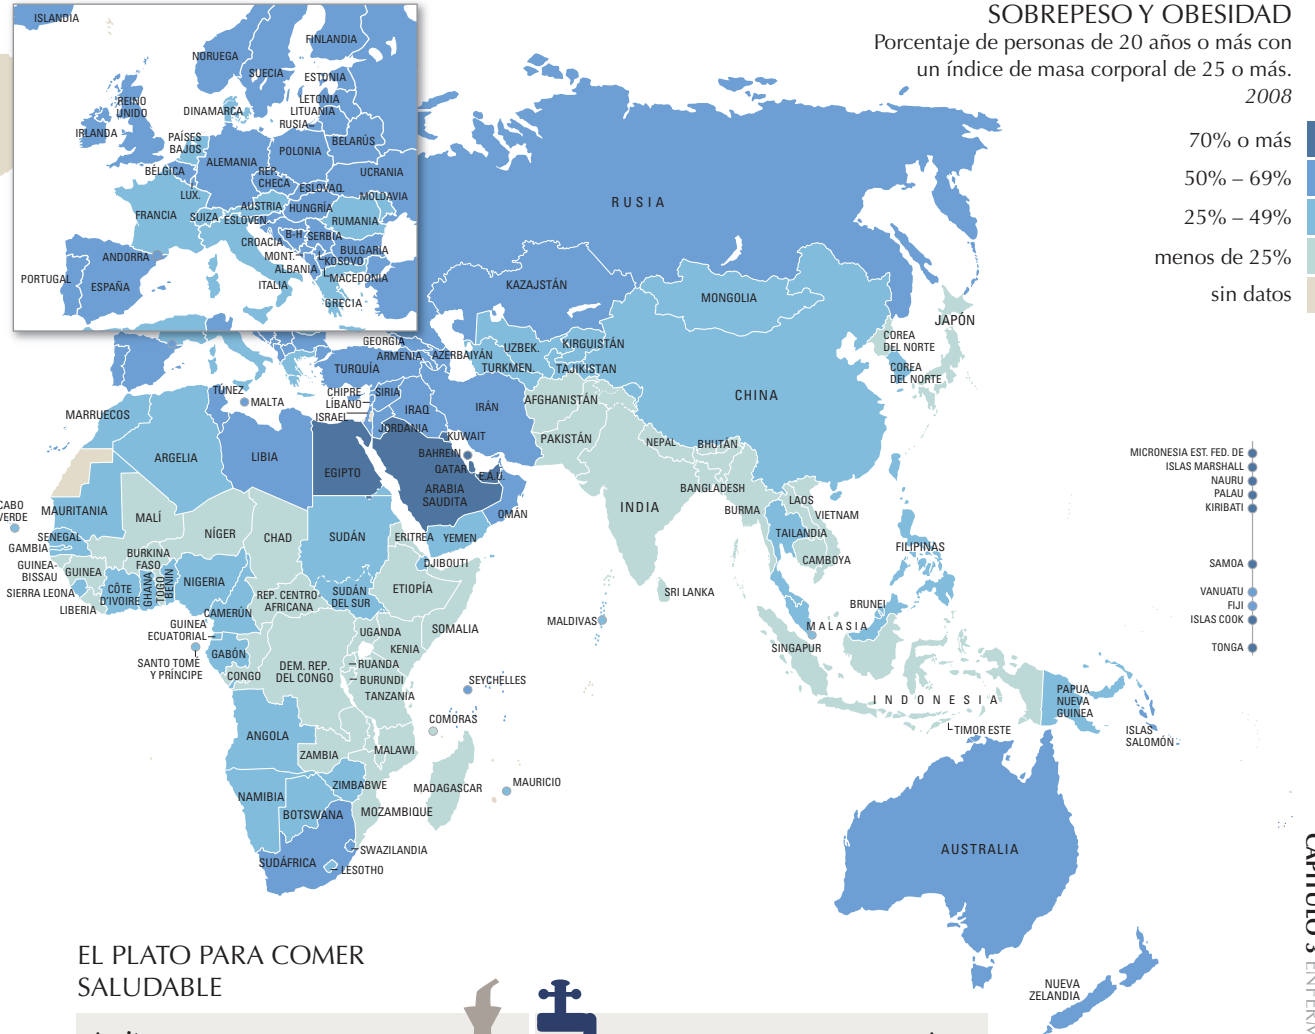 SOBREPESO Y OBESIDAD
Porcentaje de personas de 20 años o más con
un índice de masa corporal de 25 o más.
2008
70% o más
50% – 69%
25% – 49%
menos de 25%
sin datos
ISLANDIA
FINLANDIA
NORUEGA
SUECIA
ESTONIA
LETONIA
LITUANIA
RUSIA
DINAMARCA
REINO
UNIDO
IRLANDA
PAÍSES
BAJOS
BELARÚS
POLONIA
ALEMANIA
BÉLGICA
REP.
CHECA
UCRANIA
ESLOVAQ.
LUX.
MOLDAVIA
AUSTRIA
HUNGRÍA
FRANCIA
SUIZA
ESLOVEN.
RUMANIA
CROACIA
B-H
SERBIA
BULGARIA
MONT.
KOSOVO
ANDORRA
ALBANIA
MACEDONIA
PORTUGAL
ESPAÑA
ITALIA
GRECIA
RUSIA
KAZAJSTÁN
MONGOLIA
JAPÓN
COREA
DEL NORTE
COREA
DEL NORTE
GEORGIA
ARMENIA
AZERBAIYÁN
UZBEK.
KIRGUISTÁN
TURKMEN.
TAJIKISTAN
TURQUÍA
CHINA
TÚNEZ
MALTA
CHIPRE
LÍBANO
ISRAEL
SIRIA
IRAQ
IRÁN
AFGHANISTÁN
JORDANIA
KUWAIT
PAKISTÁN
NEPAL
BHUTÁN
MARRUECOS
ARGELIA
LIBIA
EGIPTO
BAHREIN
QATAR
E.A.U.
ARABIA
SAUDITA
OMÁN
BANGLADESH
INDIA
BURMA
LAOS
VIETNAM
TAILANDIA
CAMBOYA
FILIPINAS
CABO
VERDE
MAURITANIA
MALÍ
NÍGER
CHAD
SUDÁN
ERITREA
YEMEN
SENEGAL
GAMBIA
GUINEA-
BISSAU
GUINEA
BURKINA
FASO
DJIBOUTI
SIERRA LEONA
LIBERIA
CÔTE
D'IVOIRE
GHANA
TOGO
BENÍN
NIGERIA
REP. CENTRO-
AFRICANA
SUDÁN
DEL SUR
ETIOPÍA
SRI LANKA
CAMERÚN
GUINEA
ECUATORIAL
UGANDA
SOMALIA
MALDIVAS
BRUNEI
MALASIA
SINGAPUR
GABÓN
KENIA
SANTO TOMÉ
Y PRÍNCIPE
CONGO
DEM. REP.
DEL CONGO
RUANDA
BURUNDI
TANZANIA
SEYCHELLES
INDONESIA
PAPUA
NUEVA
GUINEA
TIMOR ESTE
ISLAS
SALOMÓN
COMORAS
ANGOLA
ZAMBIA
MALAWI
ZIMBABWE
MADAGASCAR
MAURICIO
NAMIBIA
BOTSWANA
MOZAMBIQUE
SWAZILANDIA
SUDÁFRICA
LESOTHO
AUSTRALIA
NUEVA
ZELANDIA
MICRONESIA EST. FED. DE
ISLAS MARSHALL
NAURU
PALAU
KIRIBATI
SAMOA
VANUATU
FIJI
ISLAS COOK
TONGA
EL PLATO PARA COMER
SALUDABLE